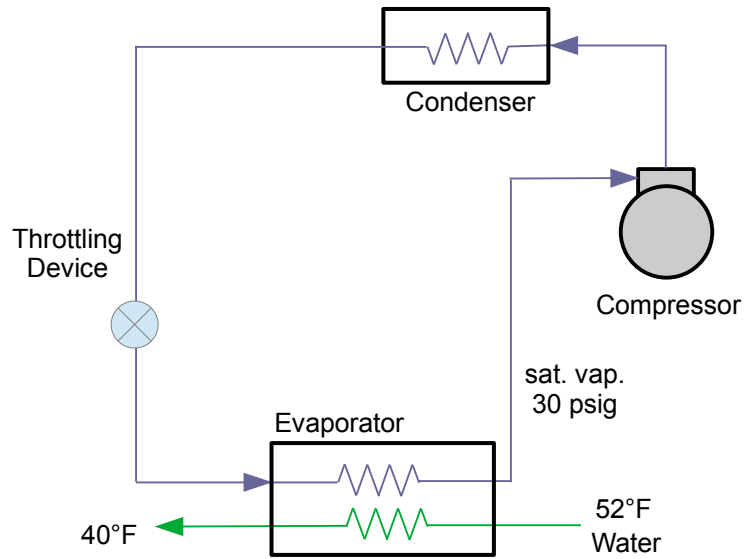 Condenser
Throttling
Device
Compressor
sat. vap.
30 psig
Evaporator
40°F
52°F
Water